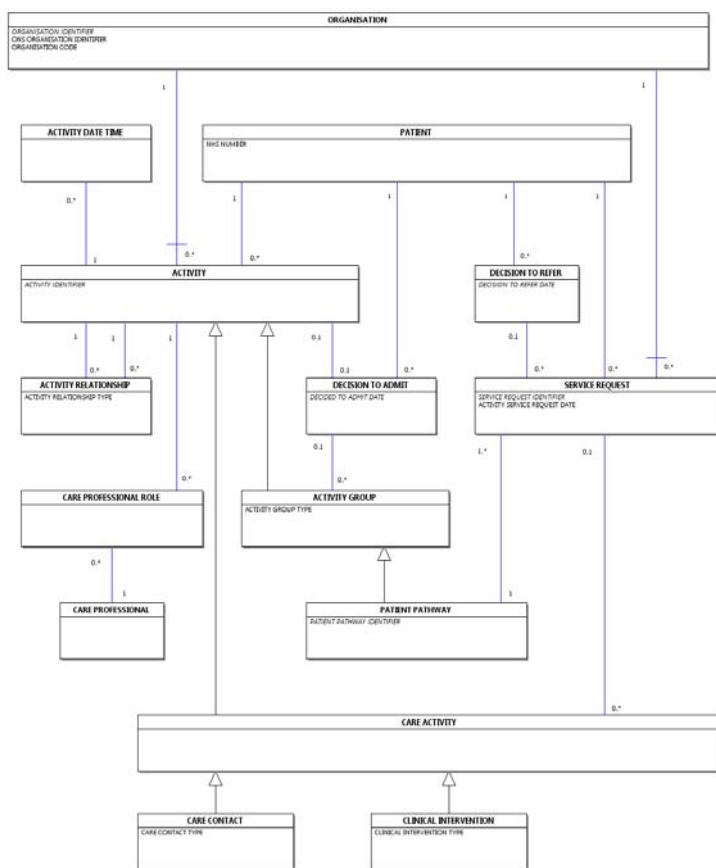 ORGANISATION
ORGANISATION IDENTIFIER
ONS ORGANISATION IDENTIFIER
ORGANISATION CODE
1
1
ACTIVITY DATE TIME
PATIENT
NHS NUMBER
0..*
1
1
1
1
1
0..*
0..*
0..*
ACTIVITY
ACTIVITY IDENTIFIER
DECISION TO REFER
DECISION TO REFER DATE
1
1
1
0..1
0..1
0..*
0..*
0..1
0..*
0..*
0..*
0..*
ACTIVITY RELATIONSHIP
ACTIVITY RELATIONSHIP TYPE
DECISION TO ADMIT
DECIDED TO ADMIT DATE
SERVICE REQUEST
SERVICE REQUEST IDENTIFIER
ACTIVITY SERVICE REQUEST DATE
0..1
1..*
0..1
0..*
0..*
CARE PROFESSIONAL ROLE
ACTIVITY GROUP
ACTIVITY GROUP TYPE
0..*
1
1
CARE PROFESSIONAL
PATIENT PATHWAY
PATIENT PATHWAY IDENTIFIER
0..*
CARE ACTIVITY
CARE CONTACT
CARE CONTACT TYPE
CLINICAL INTERVENTION
CLINICAL INTERVENTION TYPE